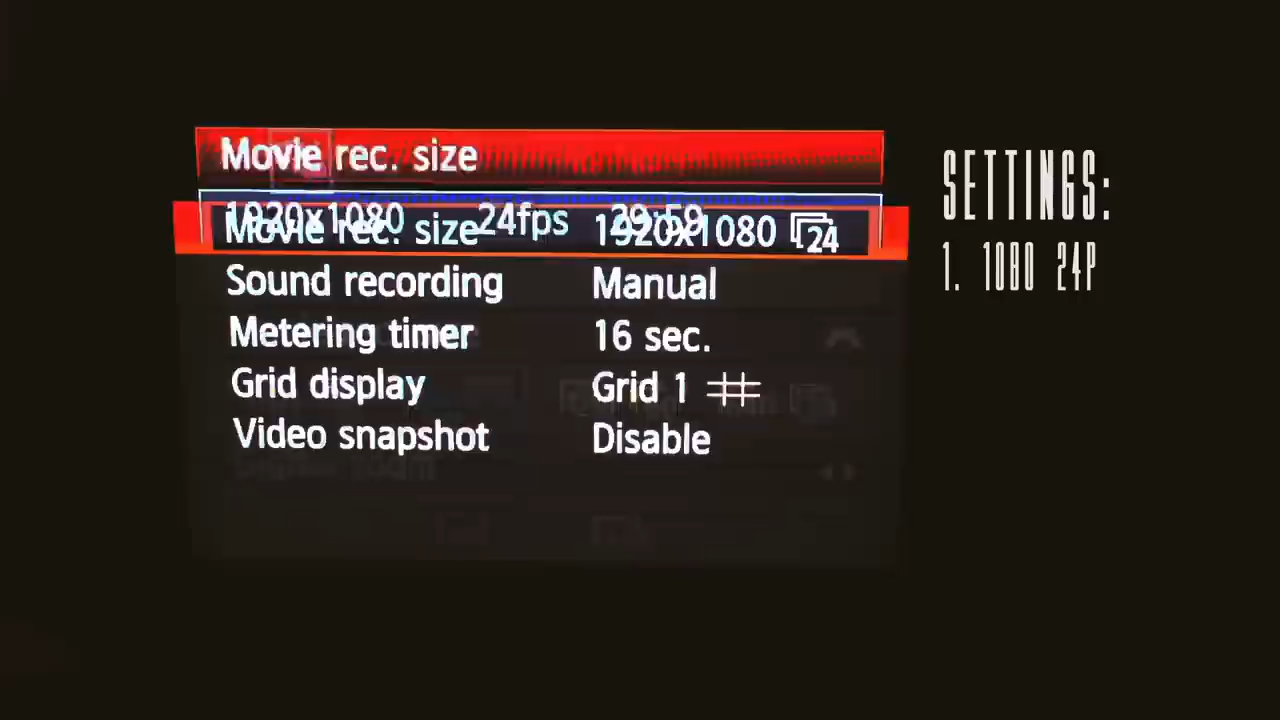 Movie rec. size
1920x1080 24fps 29:59
Movie rec. size 1920x1080 24
Sound recording Manual
Metering timer 16 sec.
Grid display Grid 1
Video snapshot Disable
SETTINGS:
1. 1080 24P